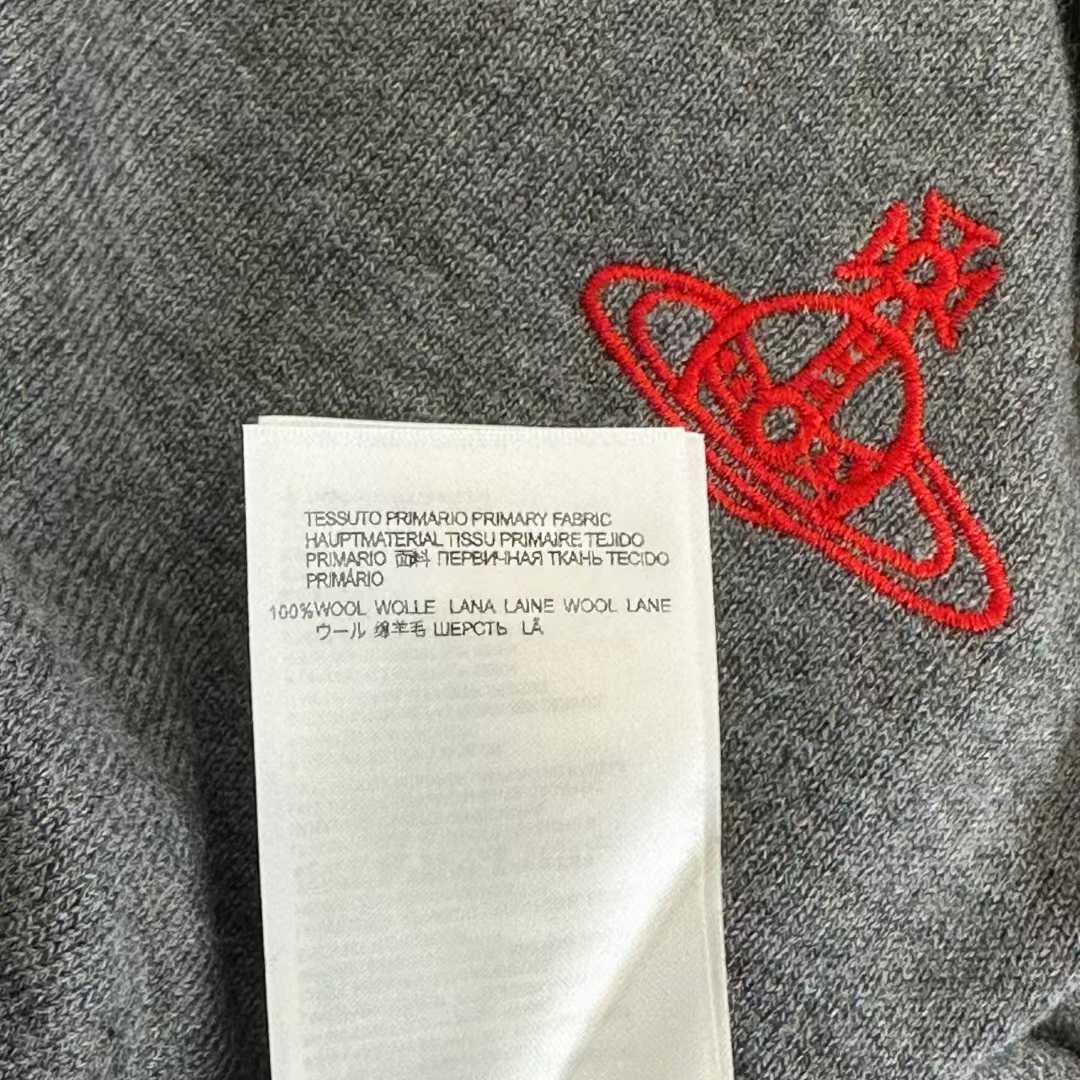 TESSUTO PRIMARIO PRIMARY FABRIC
HAUPTMATERIAL TISSU PRIMAIRE TEJIDO
PRIMARIO 面料 ПЕРВИЧНАЯ ТКАНЬ TECIDO
PRIMÁRIO
100%WOOL WOLLE LANA LAINE WOOL LANE
ウール 绵羊毛 ШЕРСТЬ LÃ